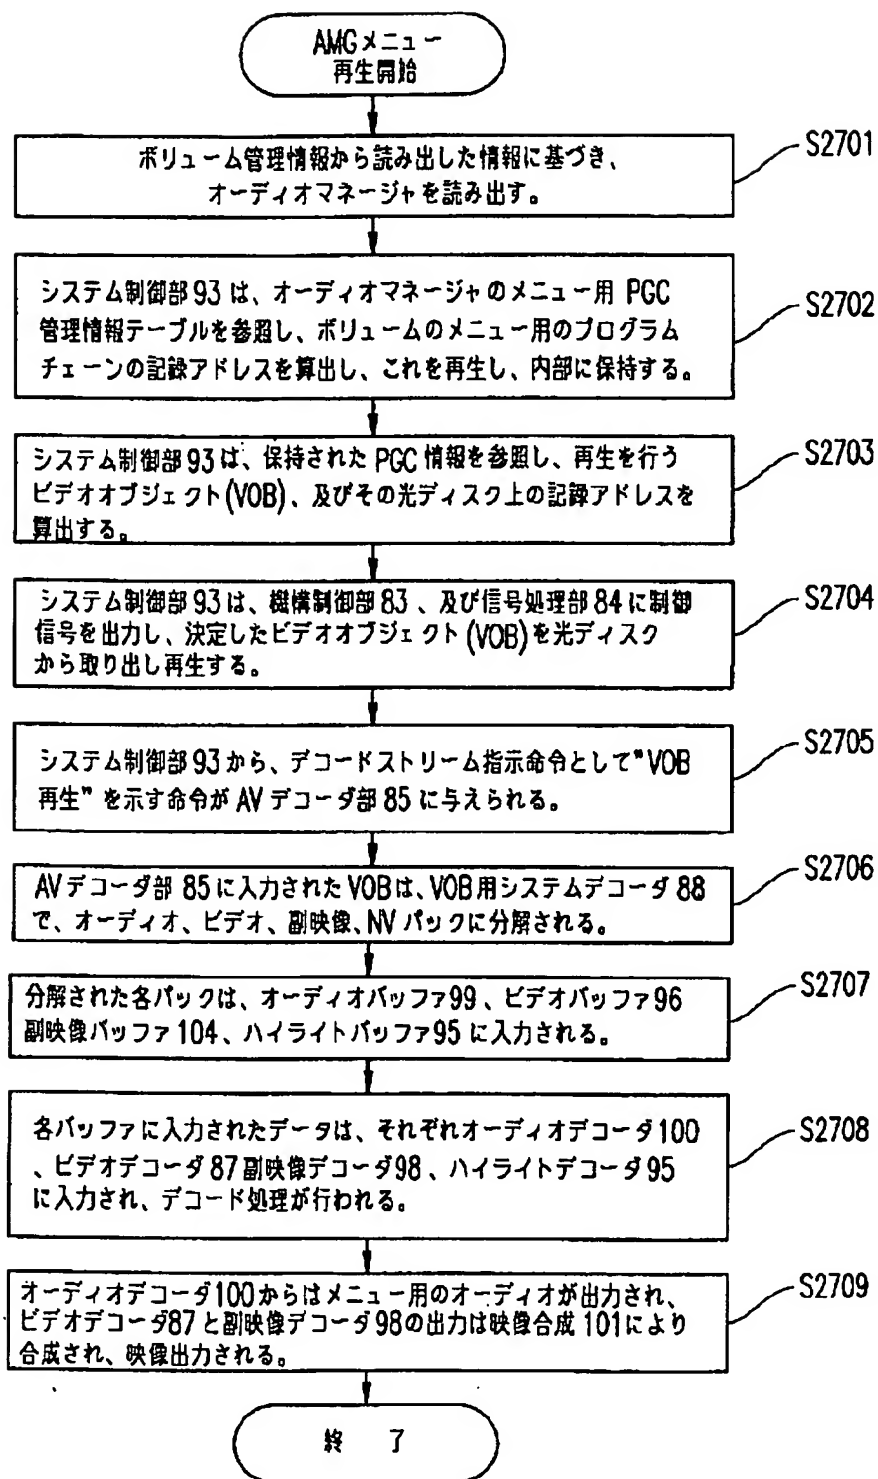 AMGメニュー
再生開始
ボリューム管理情報から読み出した情報に基づき、
オーディオマネージャを読み出す。
S2701
システム制御部93は、オーディオマネージャのメニュー用 PGC
管理情報テーブルを参照し、ボリュームのメニュー用のプログラム
チェーンの記録アドレスを算出し、これを再生し、内部に保持する。
S2702
システム制御部93は、保持された PGC 情報を参照し、再生を行う
ビデオオブジェクト(VOB)、及びその光ディスク上の記録アドレスを
算出する。
S2703
システム制御部93は、機構制御部83、及び信号処理部84に制御
信号を出力し、決定したビデオオブジェクト(VOB)を光ディスク
から取り出し再生する。
S2704
システム制御部93から、デコードストリーム指示命令として"VOB
再生"を示す命令が AVデコーダ部85に与えられる。
S2705
AVデコーダ部 85に入力されたVOBは、VOB用システムデコーダ 88
で、オーディオ、ビデオ、副映像、NVパックに分解される。
S2706
分解された各パックは、オーディオバッファ99、ビデオバッファ96
副映像バッファ104、ハイライトバッファ95 に入力される。
S2707
各バッファに入力されたデータは、それぞれオーディオデコーダ100
、ビデオデコーダ87副映像デコーダ98、ハイライトデコーダ95
に入力され、デコード処理が行われる。
S2708
オーディオデコーダ100からはメニュー用のオーディオが出力され、
ビデオデコーダ87と副映像デコーダ98の出力は映像合成101により
合成され、映像出力される。
S2709
終 了